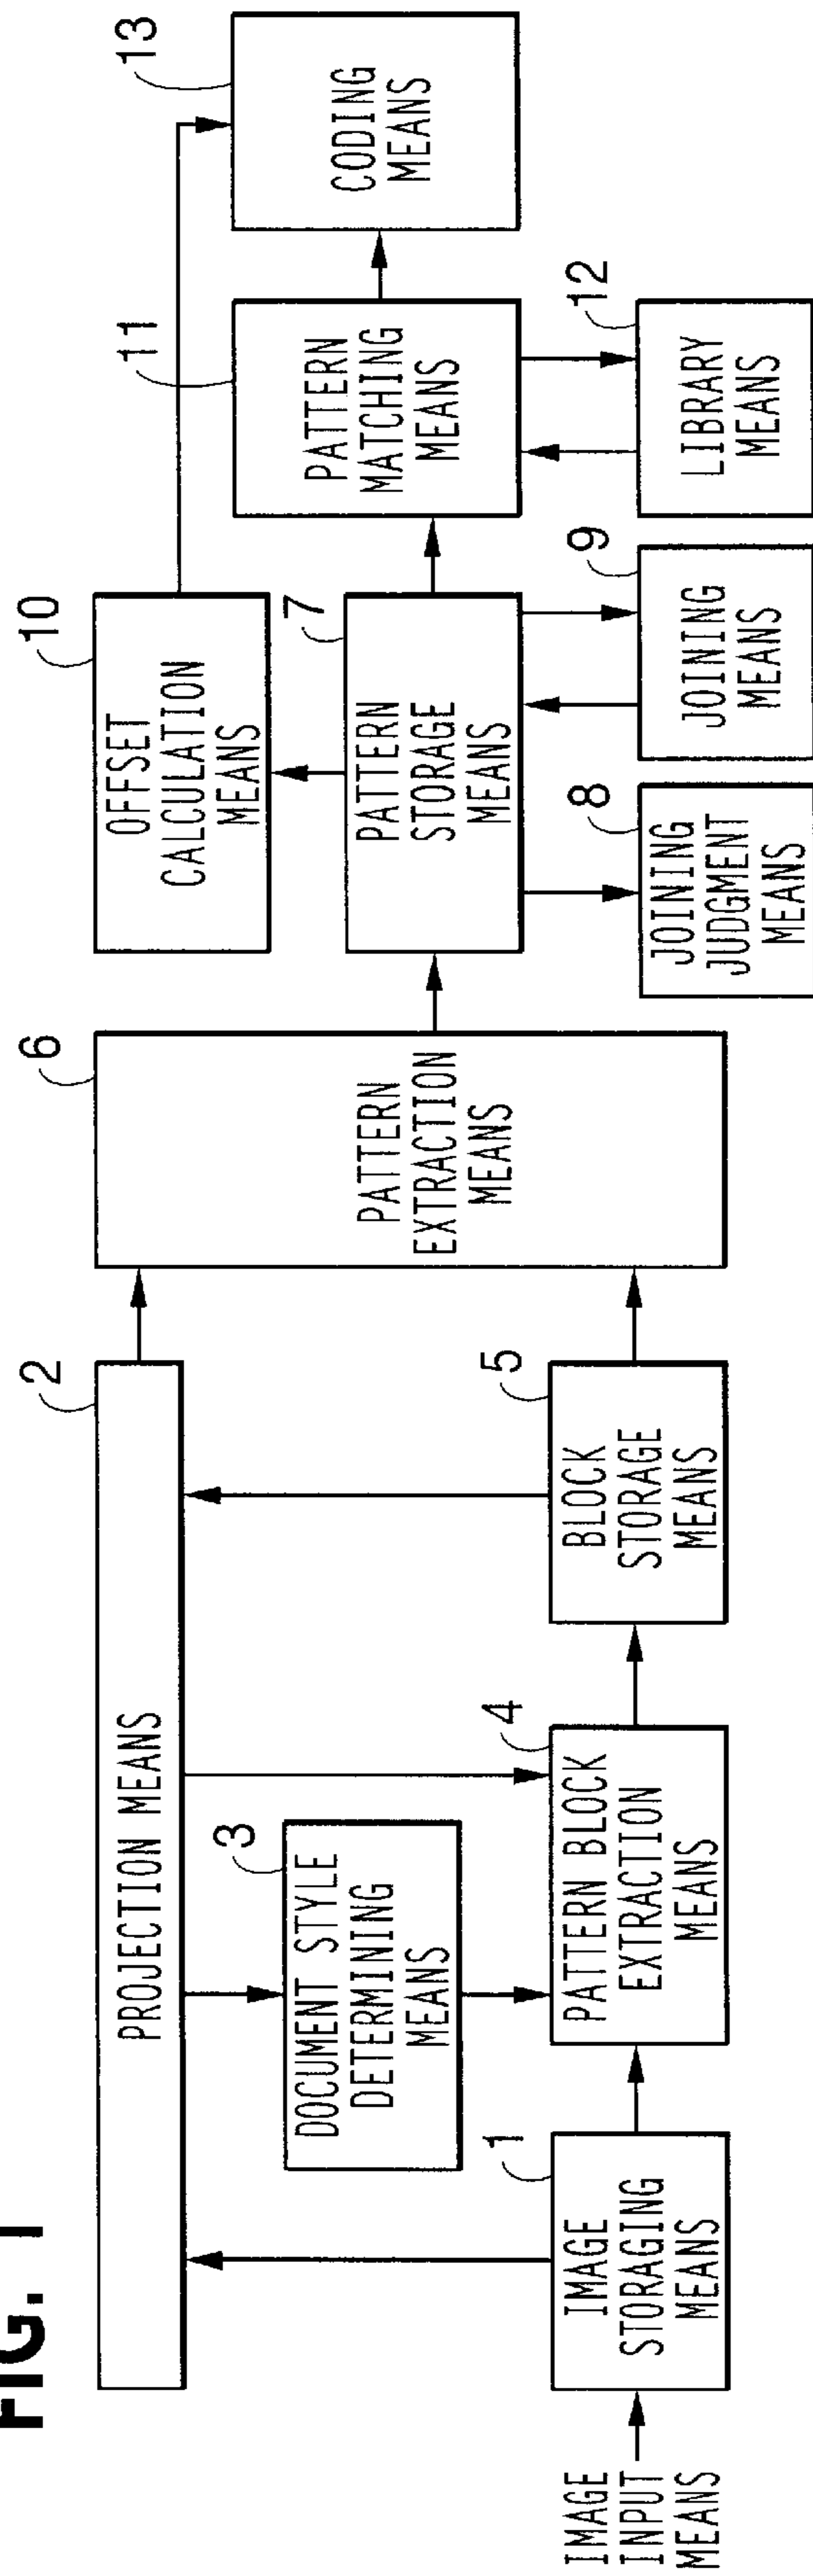 FIG. 1
2
PROJECTION MEANS
3
DOCUMENT STYLE
DETERMINING
MEANS
1
IMAGE
STORAGING
MEANS
IMAGE
INPUT
MEANS
4
PATTERN BLOCK
EXTRACTION
MEANS
5
BLOCK
STORAGE
MEANS
6
PATTERN
EXTRACTION
MEANS
10
OFFSET
CALCULATION
MEANS
7
PATTERN
STORAGE
MEANS
8
JOINING
JUDGMENT
MEANS
9
JOINING
MEANS
11
PATTERN
MATCHING
MEANS
12
LIBRARY
MEANS
13
CODING
MEANS